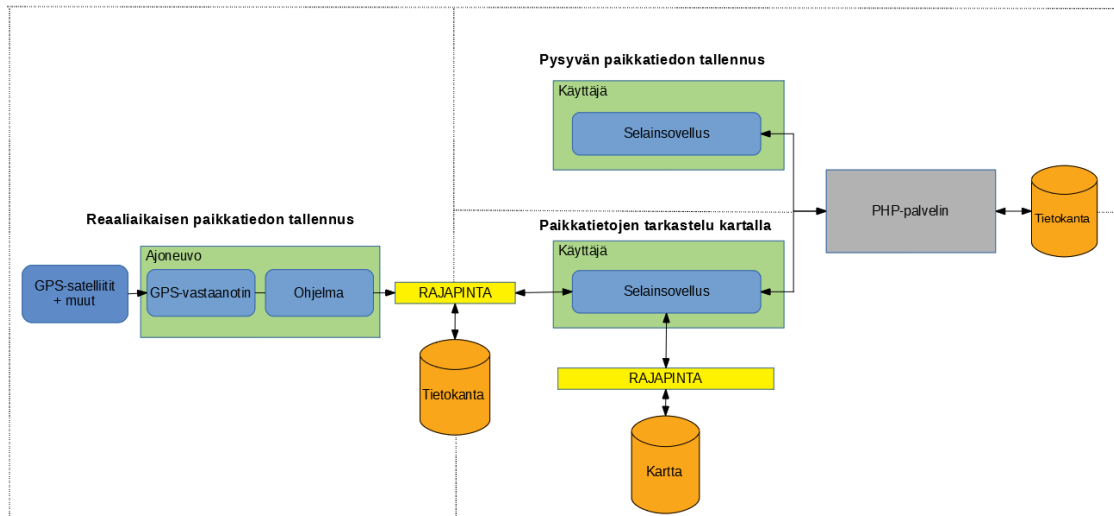 Pysyvän paikkatiedon tallennus
Käyttäjä
Selainsovellus
PHP-palvelin
Tietokanta
Reaaliaikaisen paikkatiedon tallennus
Paikkatietojen tarkastelu kartalla
Ajoneuvo
Käyttäjä
GPS-satelliitit
+ muut
GPS-vastaanotin
Ohjelma
RAJAPINTA
Selainsovellus
Tietokanta
RAJAPINTA
Kartta